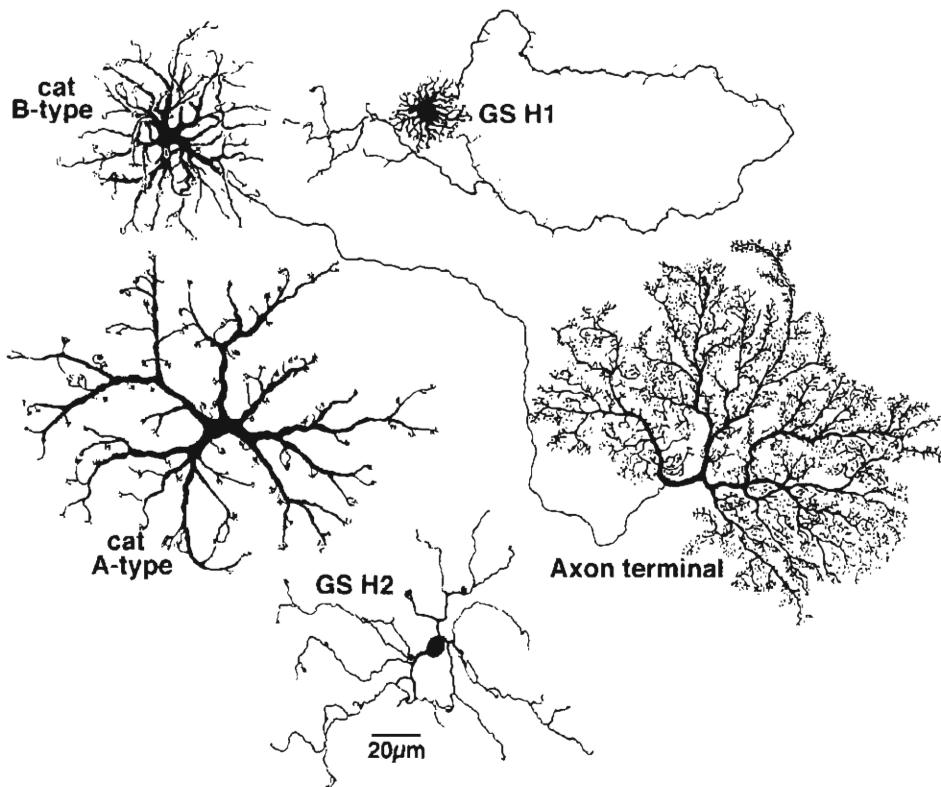 cat
B-type
GS H1
cat
A-type
GS H2
Axon terminal
20µm